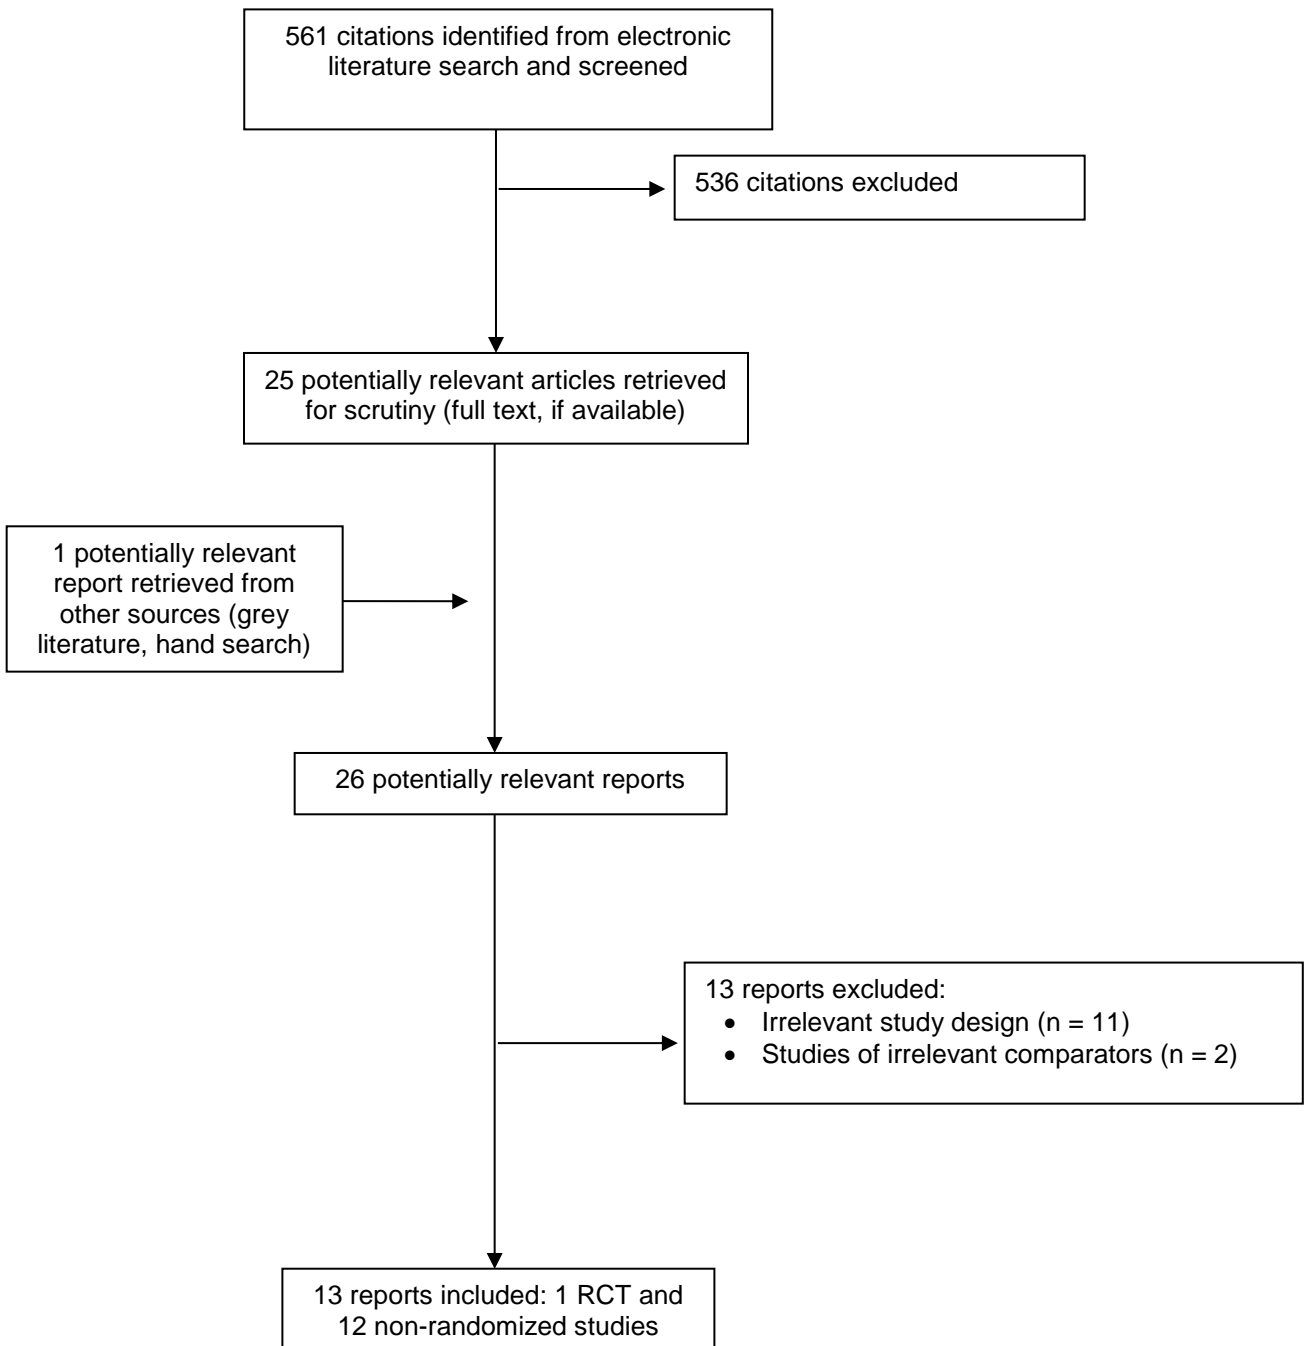 561 citations identified from electronic
literature search and screened
536 citations excluded
25 potentially relevant articles retrieved
for scrutiny (full text, if available)
1 potentially relevant
report retrieved from
other sources (grey
literature, hand search)
26 potentially relevant reports
13 reports excluded:
• Irrelevant study design (n = 11)
• Studies of irrelevant comparators (n = 2)
13 reports included: 1 RCT and
12 non-randomized studies